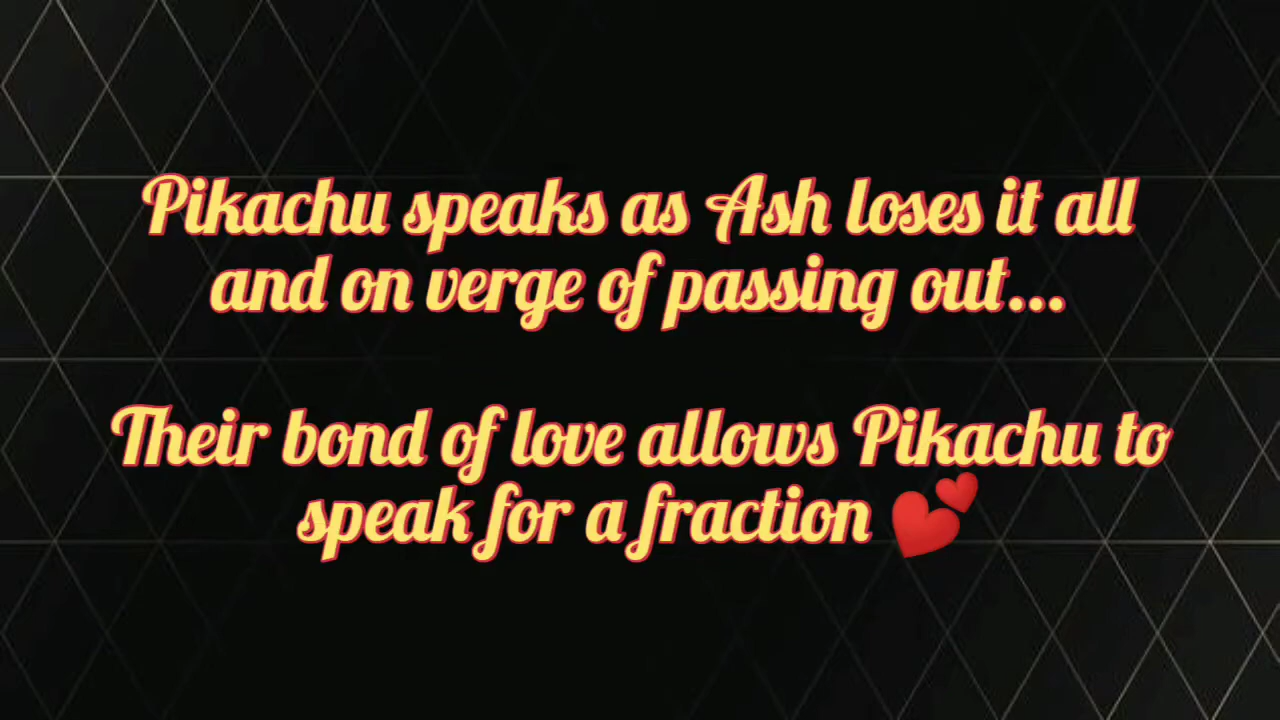 Pikachu speaks as Ash loses it all
and on verge of passing out...
Their bond of love allows Pikachu to
speak for a fraction 💕